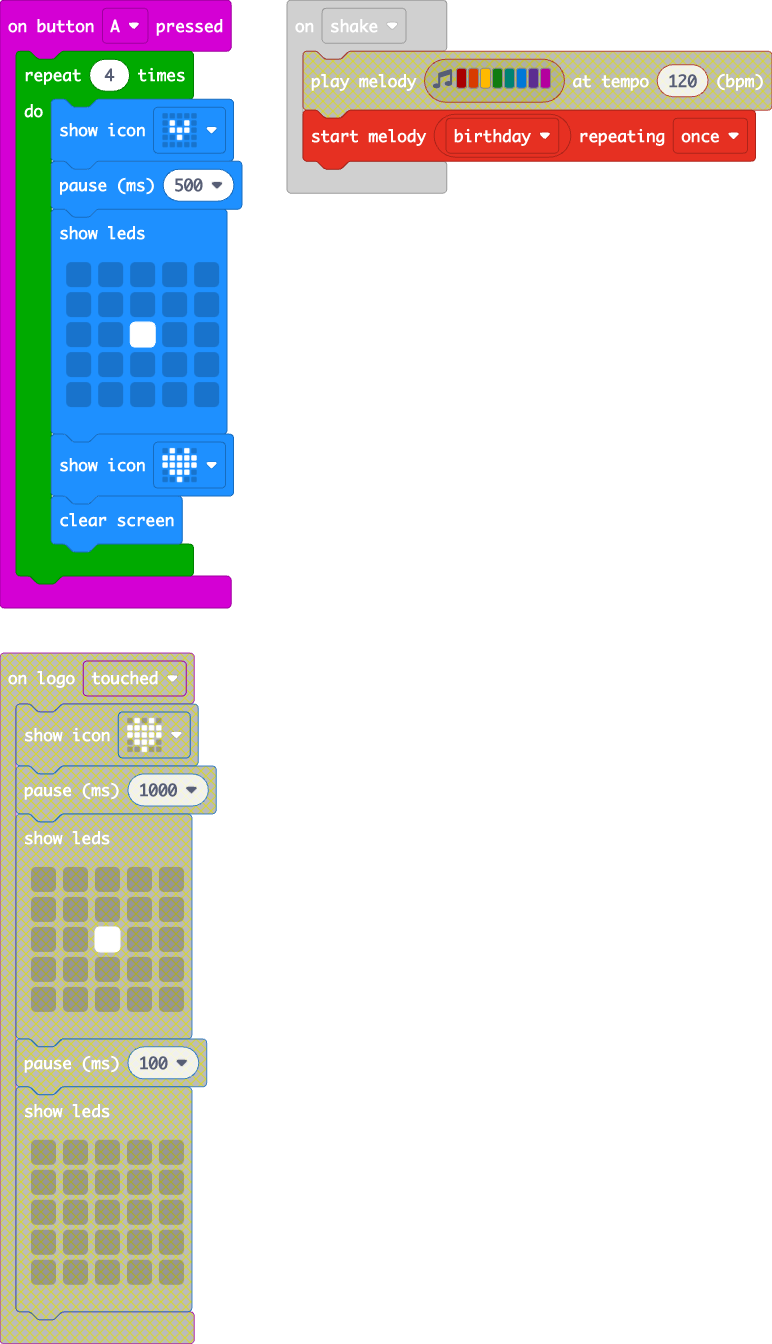 on button A pressed
repeat 4 times
do
show icon
pause (ms) 500
show leds
show icon
clear screen
on shake
play melody at tempo 120 (bpm)
start melody birthday repeating once
on logo touched
show icon
pause (ms) 1000
show leds
pause (ms) 100
show leds